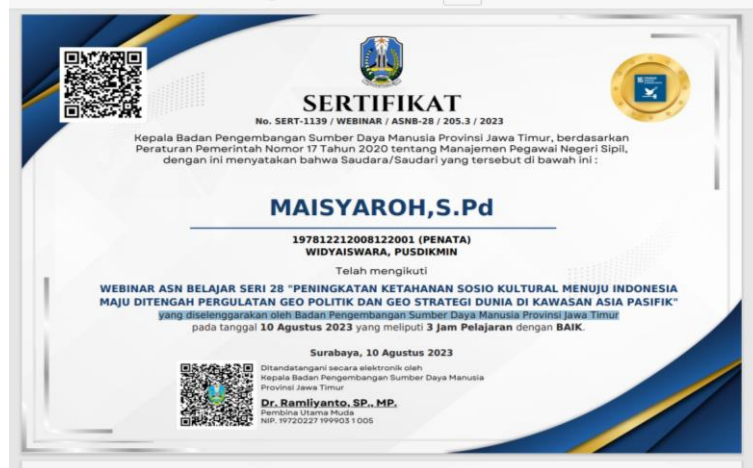 SERTIFIKAT
No. SERT-1139 / WEBINAR / ASNB-28 / 205.3 / 2023
Kepala Badan Pengembangan Sumber Daya Manusia Provinsi Jawa Timur, berdasarkan
Peraturan Pemerintah Nomor 17 Tahun 2020 tentang Manajemen Pegawai Negeri Sipil,
dengan ini menyatakan bahwa Saudara/Saudari yang tersebut di bawah ini :
MAISYAROH,S.Pd
197812212008122001 (PENATA)
WIDYAISWARA, PUSDIKMIN
Telah mengikuti
WEBINAR ASN BELAJAR SERI 28 "PENINGKATAN KETAHANAN SOSIO KULTURAL MENUJU INDONESIA
MAJU DITENGAH PERGULATAN GEO POLITIK DAN GEO STRATEGI DUNIA DI KAWASAN ASIA PASIFIK"
yang diselenggarakan oleh Badan Pengembangan Sumber Daya Manusia Provinsi Jawa Timur
pada tanggal 10 Agustus 2023 yang meliputi 3 Jam Pelajaran dengan BAIK.
Surabaya, 10 Agustus 2023
Ditandatangani secara elektronik oleh
Kepala Badan Pengembangan Sumber Daya Manusia
Provinsi Jawa Timur
Dr. Ramliyanto, SP., MP.
Pembina Utama Muda
NIP. 19720227 199903 1 005